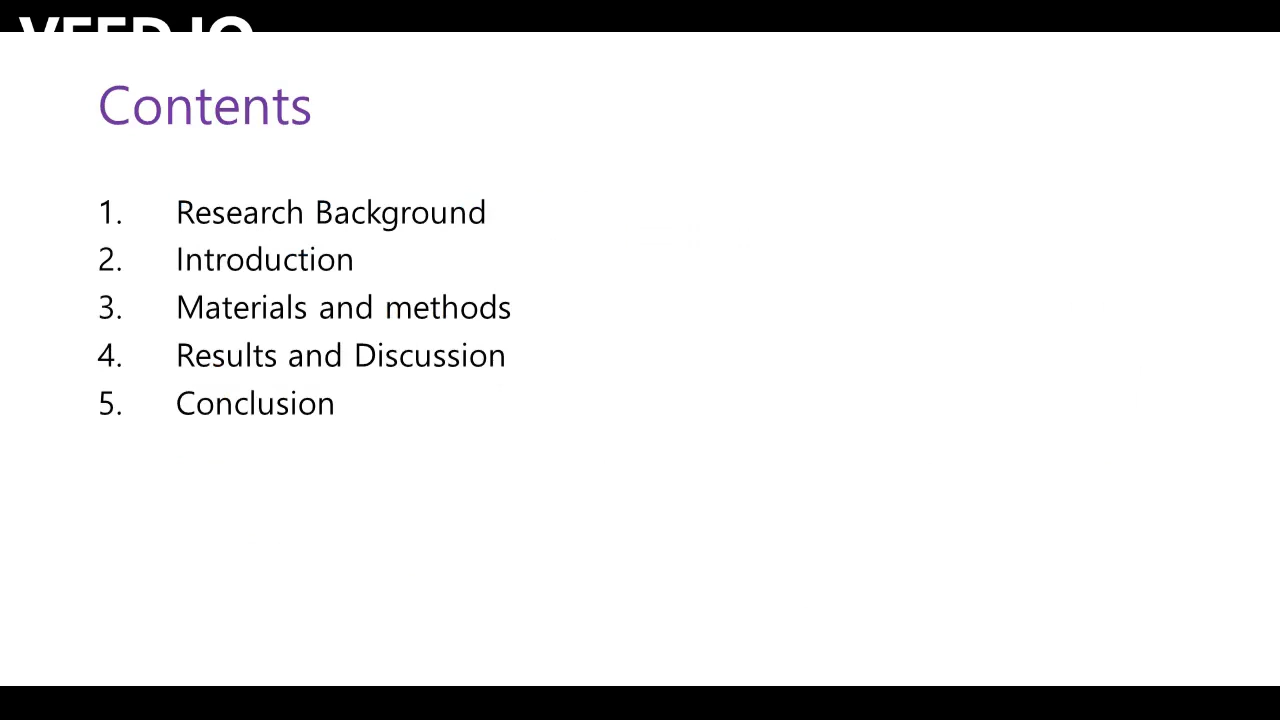 VEED.IO
Contents
1. Research Background
2. Introduction
3. Materials and methods
4. Results and Discussion
5. Conclusion